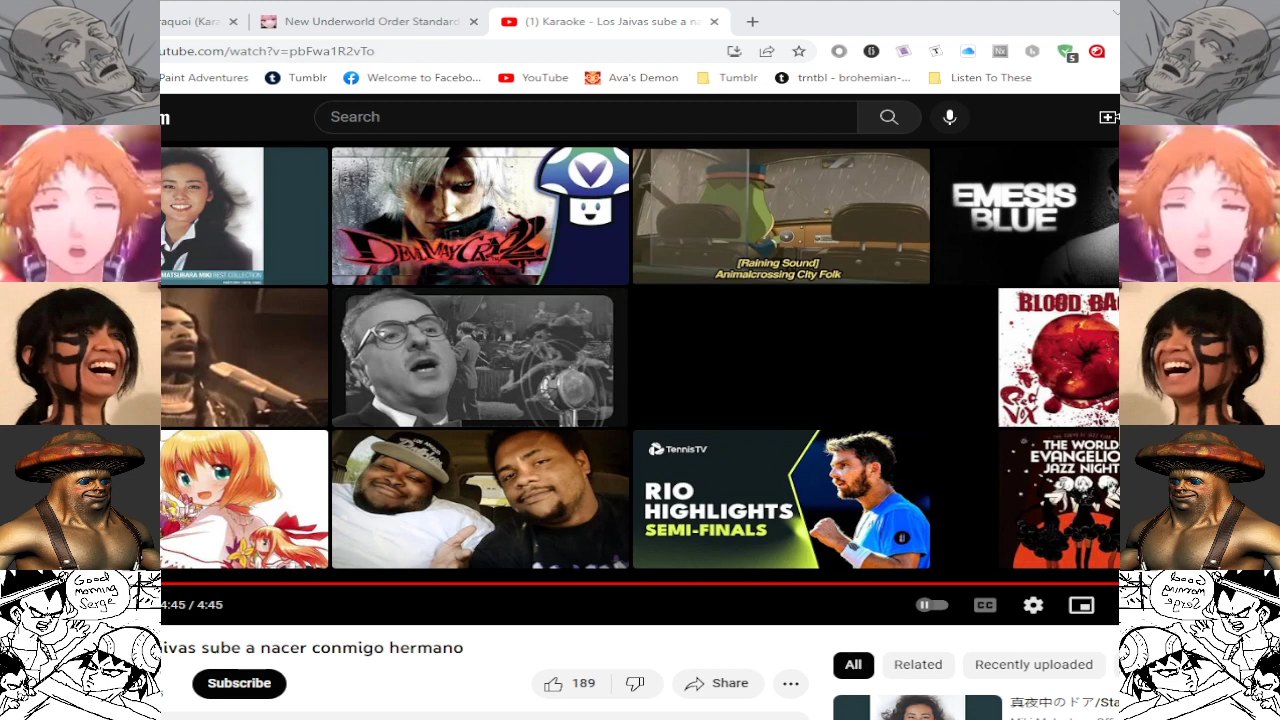 raquoi (Kara
New Underworld Order Standard
(1) Karaoke - Los Jaivas sube a na
utube.com/watch?v=pbFwa1R2vTo
Paint Adventures
Tumblr
Welcome to Facebo...
YouTube
Ava's Demon
Tumblr
trntbl - brohemian-...
Listen To These
Search
MATSUBARA MIKI BEST COLLECTION
DEVIL MAY CRY 2
[Raining Sound]
Animalcrossing City Folk
EMESIS
BLUE
BLOOD BA
Red
Vox
TennisTV
RIO
HIGHLIGHTS
SEMI-FINALS
THE WORLD
EVANGELIO
JAZZ NIGHT
4:45 / 4:45
CC
aivas sube a nacer conmigo hermano
Subscribe
189
Share
All
Related
Recently uploaded
真夜中のドア/Sta
Good
morning
Serge